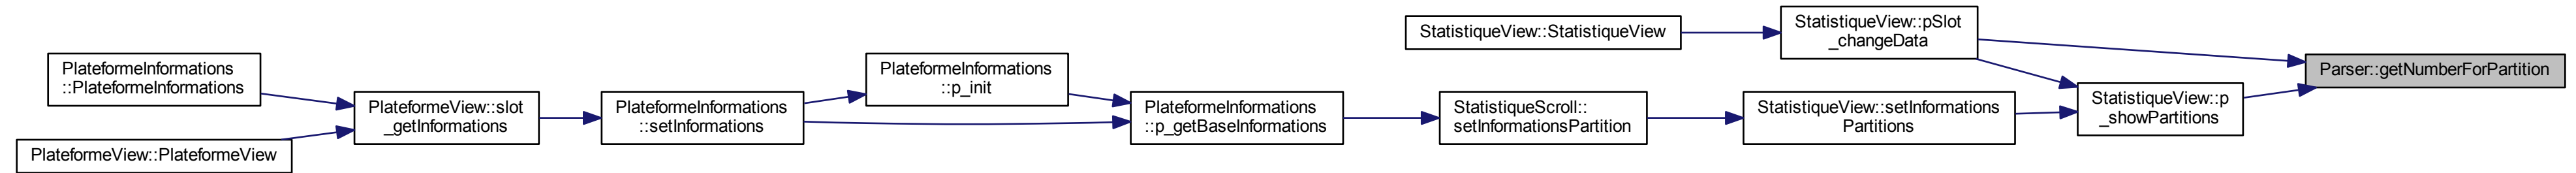 PlateformeInformations
::PlateformeInformations
PlateformeView::PlateformeView
PlateformeView::slot
_getInformations
PlateformeInformations
::setInformations
PlateformeInformations
::p_init
PlateformeInformations
::p_getBaseInformations
StatistiqueView::StatistiqueView
StatistiqueScroll::
setInformationsPartition
StatistiqueView::setInformations
Partitions
StatistiqueView::pSlot
_changeData
StatistiqueView::p
_showPartitions
Parser::getNumberForPartition